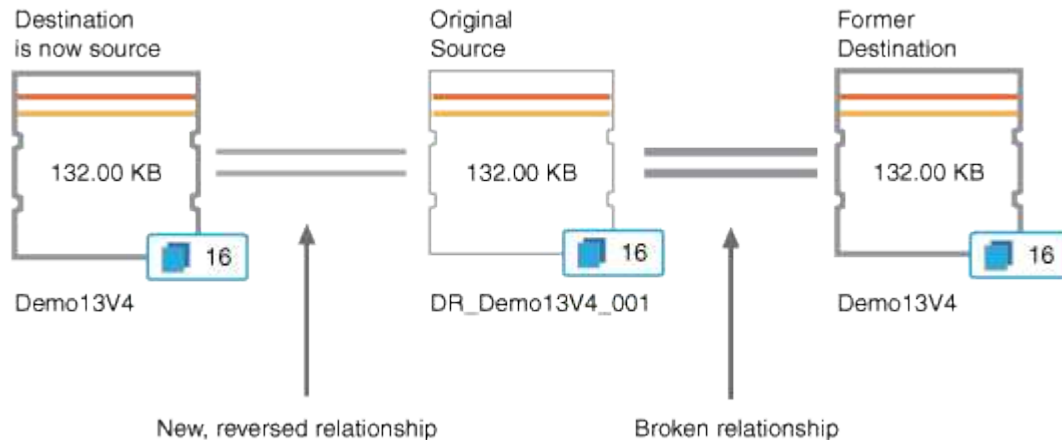 Destination
is now source
Original
Source
Former
Destination
132.00 KB
132.00 KB
132.00 KB
16
16
16
Demo13V4
DR_Demo13V4_001
Demo13V4
New, reversed relationship
Broken relationship